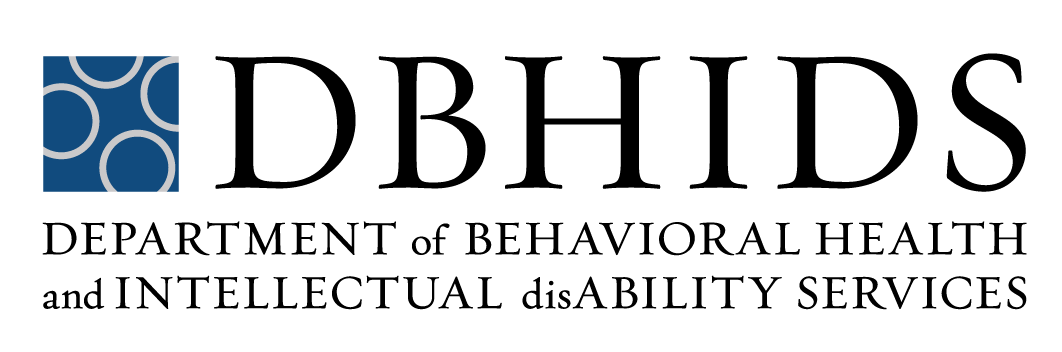 DBHIDS
DEPARTMENT of BEHAVIORAL HEALTH
and INTELLECTUAL disABILITY SERVICES